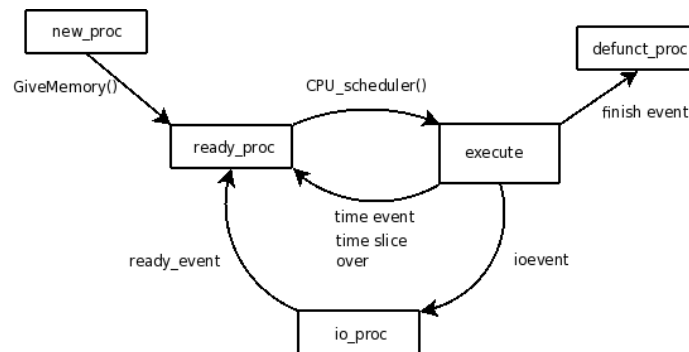 new_proc
defunct_proc
GiveMemory()
CPU_scheduler()
finish event
ready_proc
execute
time event
time slice
over
ready_event
ioevent
io_proc